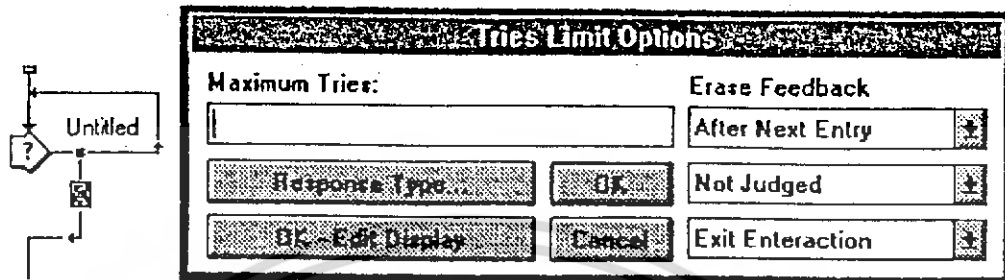 Tries Limit Options
Maximum Tries:
Erase Feedback
Untitled
?
After Next Entry
Response Type...
OK
Not Judged
OK - Edit Display
Cancel
Exit Enteraction